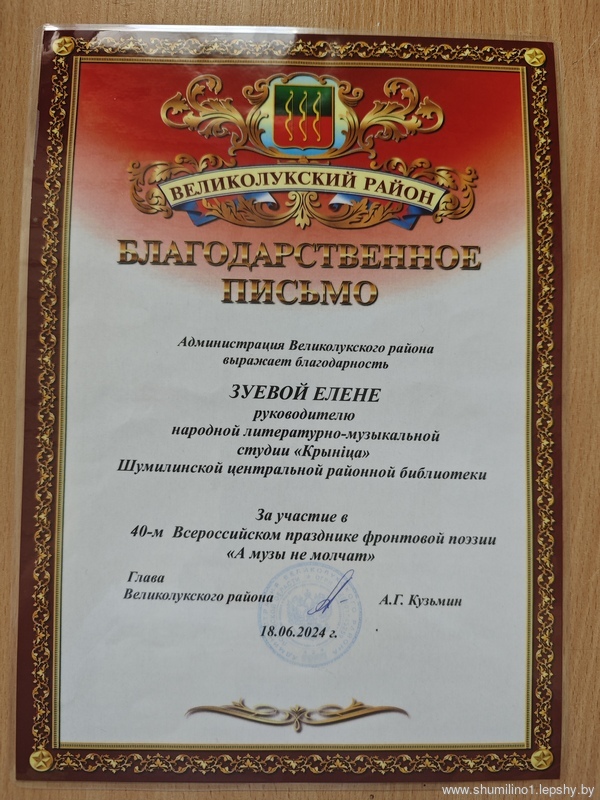 ВЕЛИКОЛУКСКИЙ РАЙОН
БЛАГОДАРСТВЕННОЕ
ПИСЬМО
Администрация Великолукского района
выражает благодарность
ЗУЕВОЙ ЕЛЕНЕ
руководителю
народной литературно-музыкальной
студии «Крыніца»
Шумилинской центральной районной библиотеки
За участие в
40-м Всероссийском празднике фронтовой поэзии
«А музы не молчат»
Глава
Великолукского района
А.Г. Кузьмин
18.06.2024 г.
www.shumilino1.lepshy.by